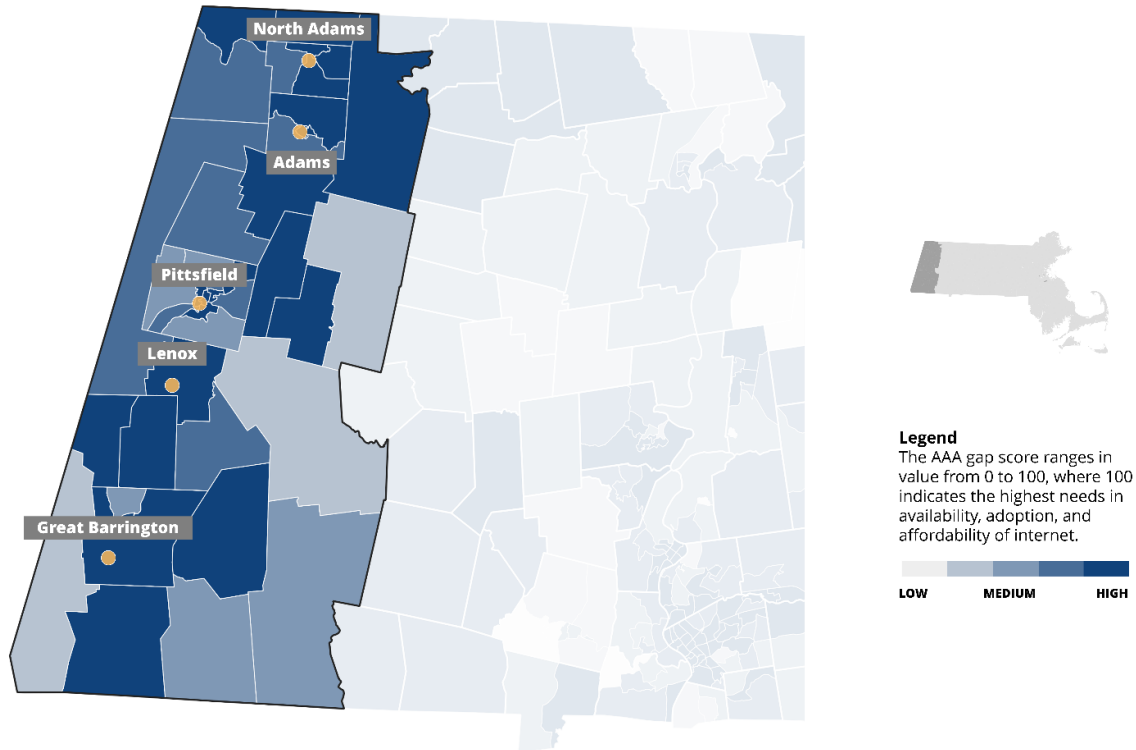 North Adams
Adams
Pittsfield
Lenox
Great Barrington
Legend
The AAA gap score ranges in
value from 0 to 100, where 100
indicates the highest needs in
availability, adoption, and
affordability of internet.
LOW MEDIUM HIGH